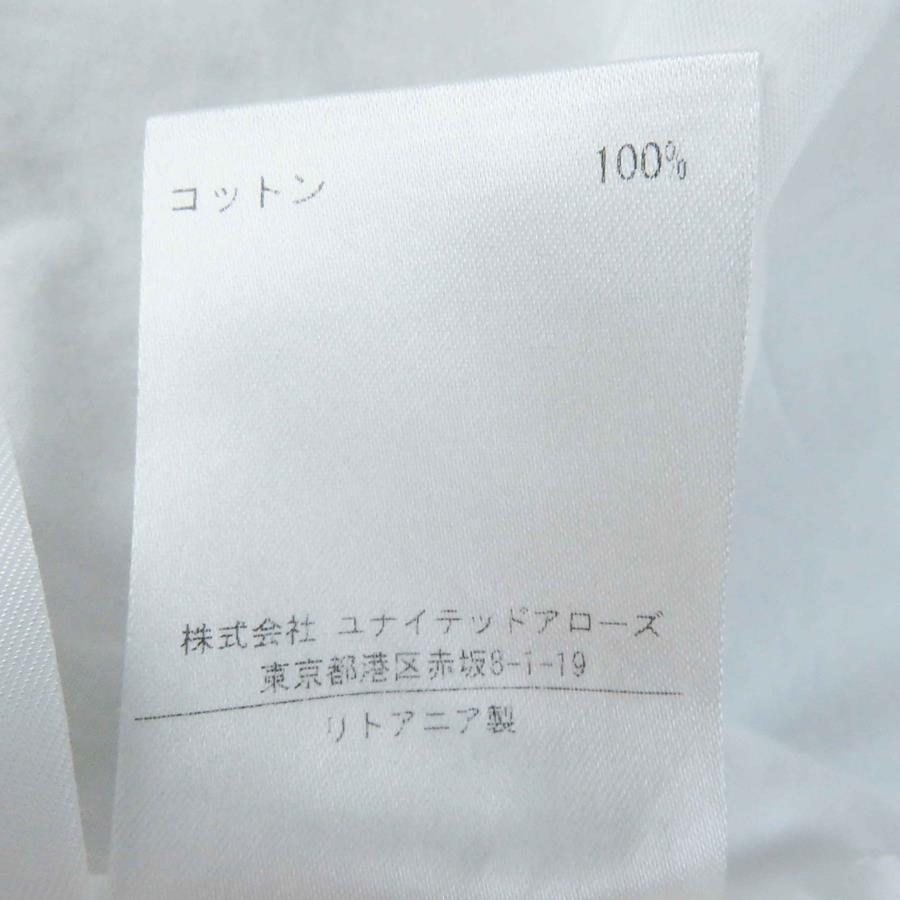 コットン 100%
株式会社 ユナイテッドアローズ
東京都港区赤坂8-1-19
リトアニア製